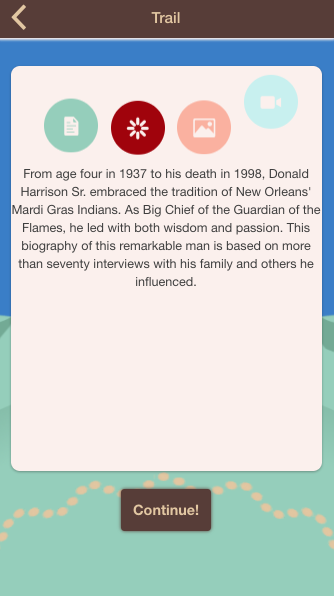 Trail
From age four in 1937 to his death in 1998, Donald
Harrison Sr. embraced the tradition of New Orleans'
Mardi Gras Indians. As Big Chief of the Guardian of the
Flames, he led with both wisdom and passion. This
biography of this remarkable man is based on more
than seventy interviews with his family and others he
influenced.
Continue!